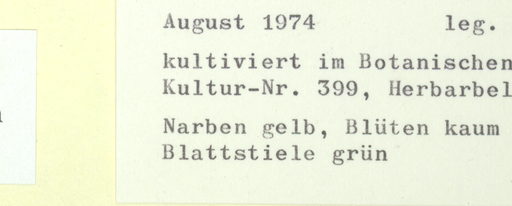 August 1974 leg.
kultiviert im Botanischen
Kultur-Nr. 399, Herbarbel
Narben gelb, Blüten kaum
Blattstiele grün